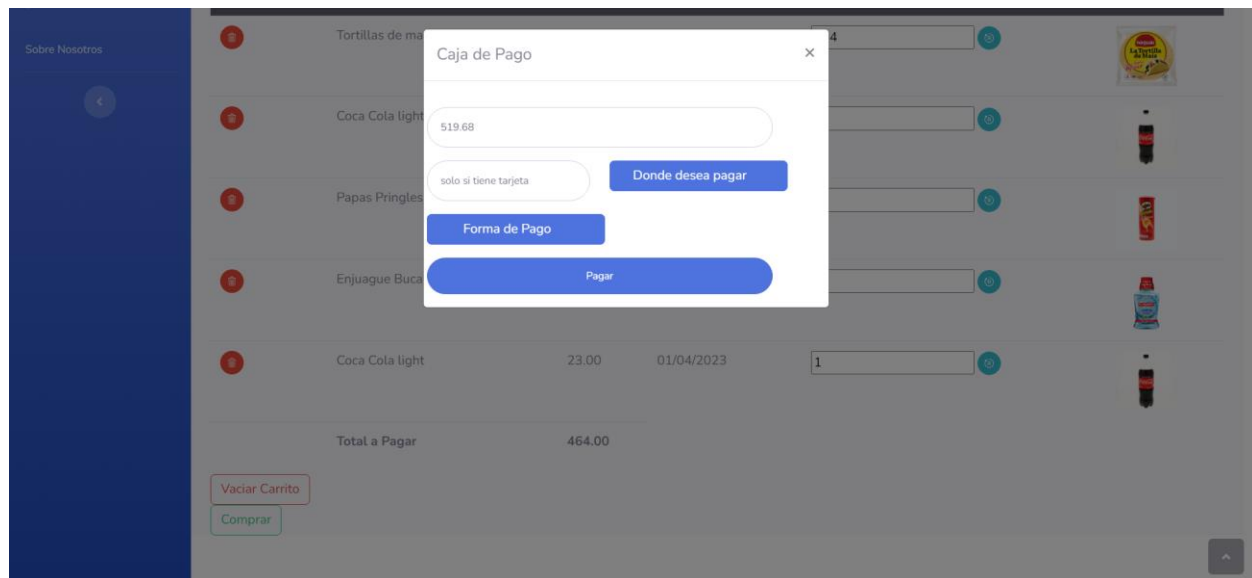 Sobre Nosotros
Tortillas de ma
4
Caja de Pago
×
Coca Cola light
519.68
solo si tiene tarjeta
Donde desea pagar
Papas Pringles
Forma de Pago
Enjuague Buca
Pagar
Coca Cola light 23.00 01/04/2023 1
Total a Pagar 464.00
Vaciar Carrito
Comprar